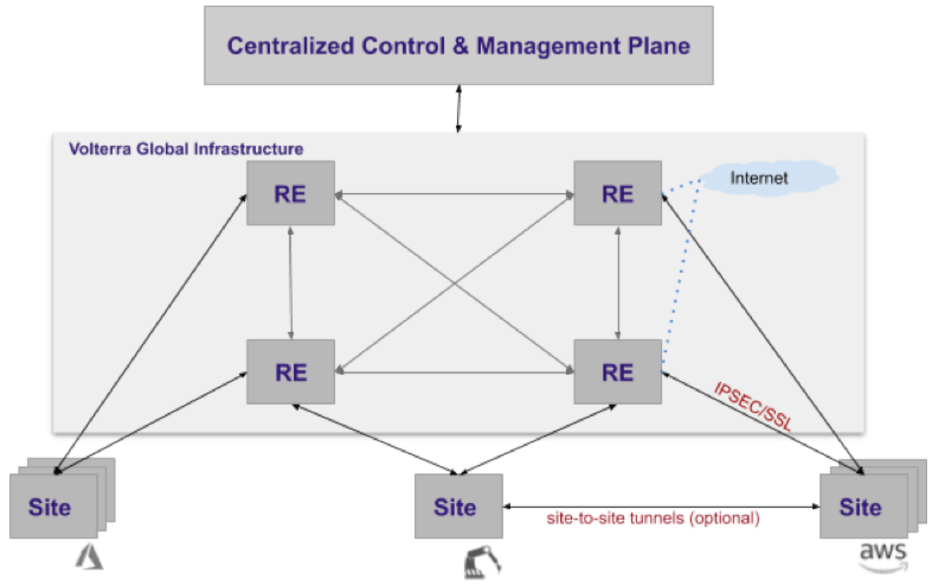 Centralized Control & Management Plane
Volterra Global Infrastructure
RE
RE
Internet
RE
RE
IPSEC/SSL
Site
Site
site-to-site tunnels (optional)
Site
aws